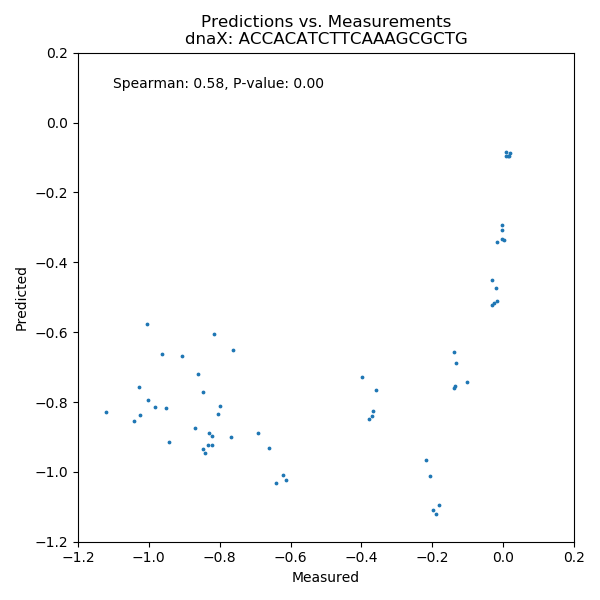 Predictions vs. Measurements
dnaX: ACCACATCTTCAAAGCGCTG
Spearman: 0.58, P-value: 0.00
0.2
0.0
−0.2
−0.4
−0.6
−0.8
−1.0
−1.2
Predicted
−1.2 −1.0 −0.8 −0.6 −0.4 −0.2 0.0 0.2
Measured